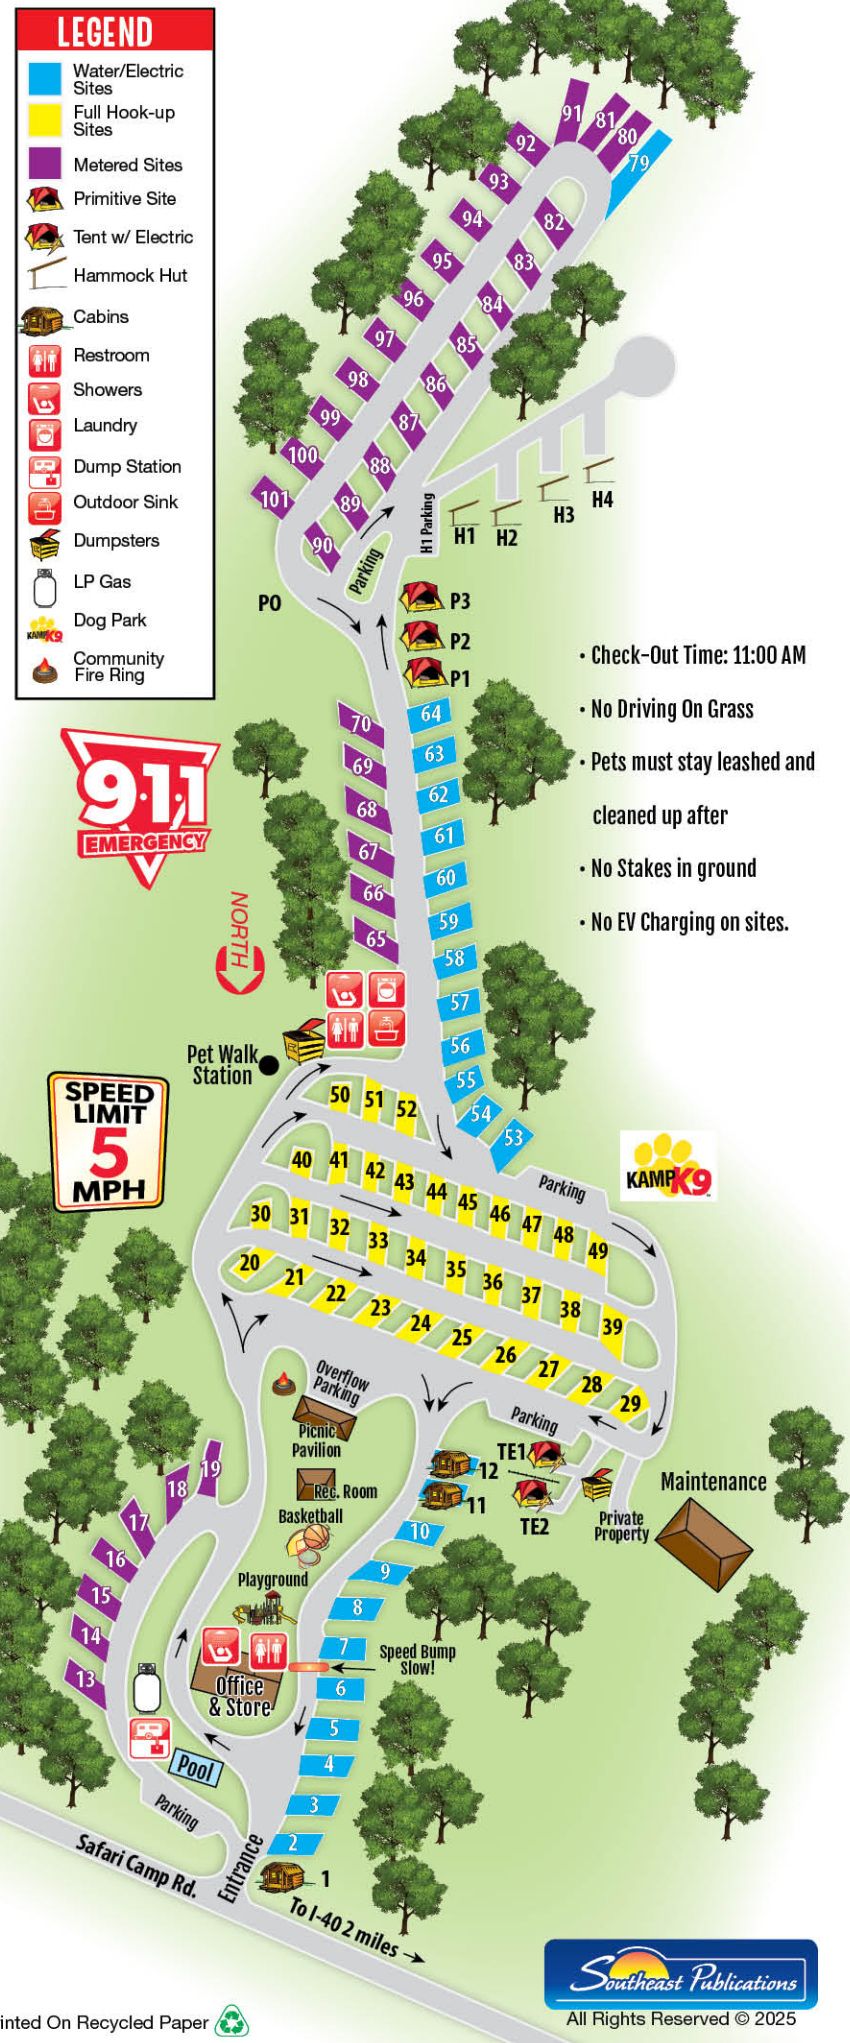 LEGEND
Water/Electric
Sites
Full Hook-up
Sites
Metered Sites
Primitive Site
Tent w/ Electric
Hammock Hut
Cabins
Restroom
Showers
Laundry
Dump Station
Outdoor Sink
Dumpsters
LP Gas
KAMP K9
Dog Park
Community
Fire Ring
91
81
80
79
92
93
82
94
95
83
96
84
97
85
98
86
99
87
100
88
101
89
90
H1 Parking
H1
H2
H3
H4
Parking
PO
P3
P2
P1
• Check-Out Time: 11:00 AM
• No Driving On Grass
• Pets must stay leashed and
cleaned up after
• No Stakes in ground
• No EV Charging on sites.
9·1·1
EMERGENCY
NORTH
70
69
68
67
66
65
64
63
62
61
60
59
58
57
56
55
54
53
Pet Walk
Station
SPEED
LIMIT
5
MPH
KAMP K9
Parking
50
51
52
40
41
42
43
44
45
46
47
48
49
30
31
32
33
34
35
36
37
38
39
20
21
22
23
24
25
26
27
28
29
Overflow
Parking
Picnic
Pavilion
Parking
TE1
TE2
12
11
Rec. Room
Basketball
Private
Property
Maintenance
19
18
17
16
15
14
13
10
9
8
7
6
5
4
3
2
1
Playground
Speed Bump
Slow!
Office
& Store
Pool
Parking
Entrance
Safari Camp Rd.
To I-40 2 miles
Southeast Publications
All Rights Reserved © 2025
inted On Recycled Paper